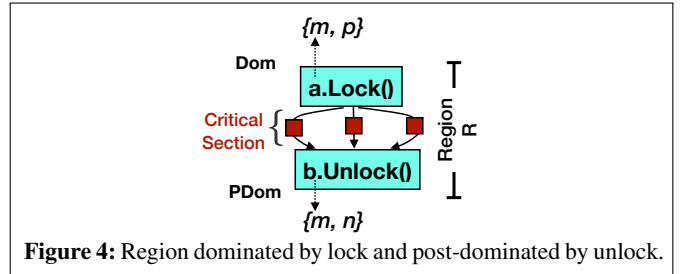 {m, p}
Dom
a.Lock()
Critical
Section
Region
R
b.Unlock()
PDom
{m, n}
Figure 4: Region dominated by lock and post-dominated by unlock.